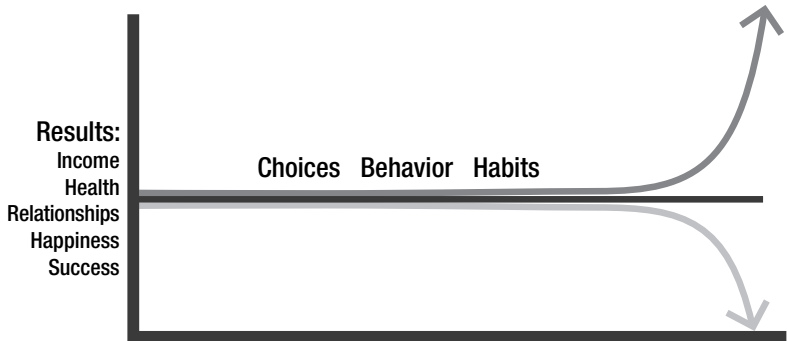 Results:
Income
Health
Relationships
Happiness
Success
Choices Behavior Habits